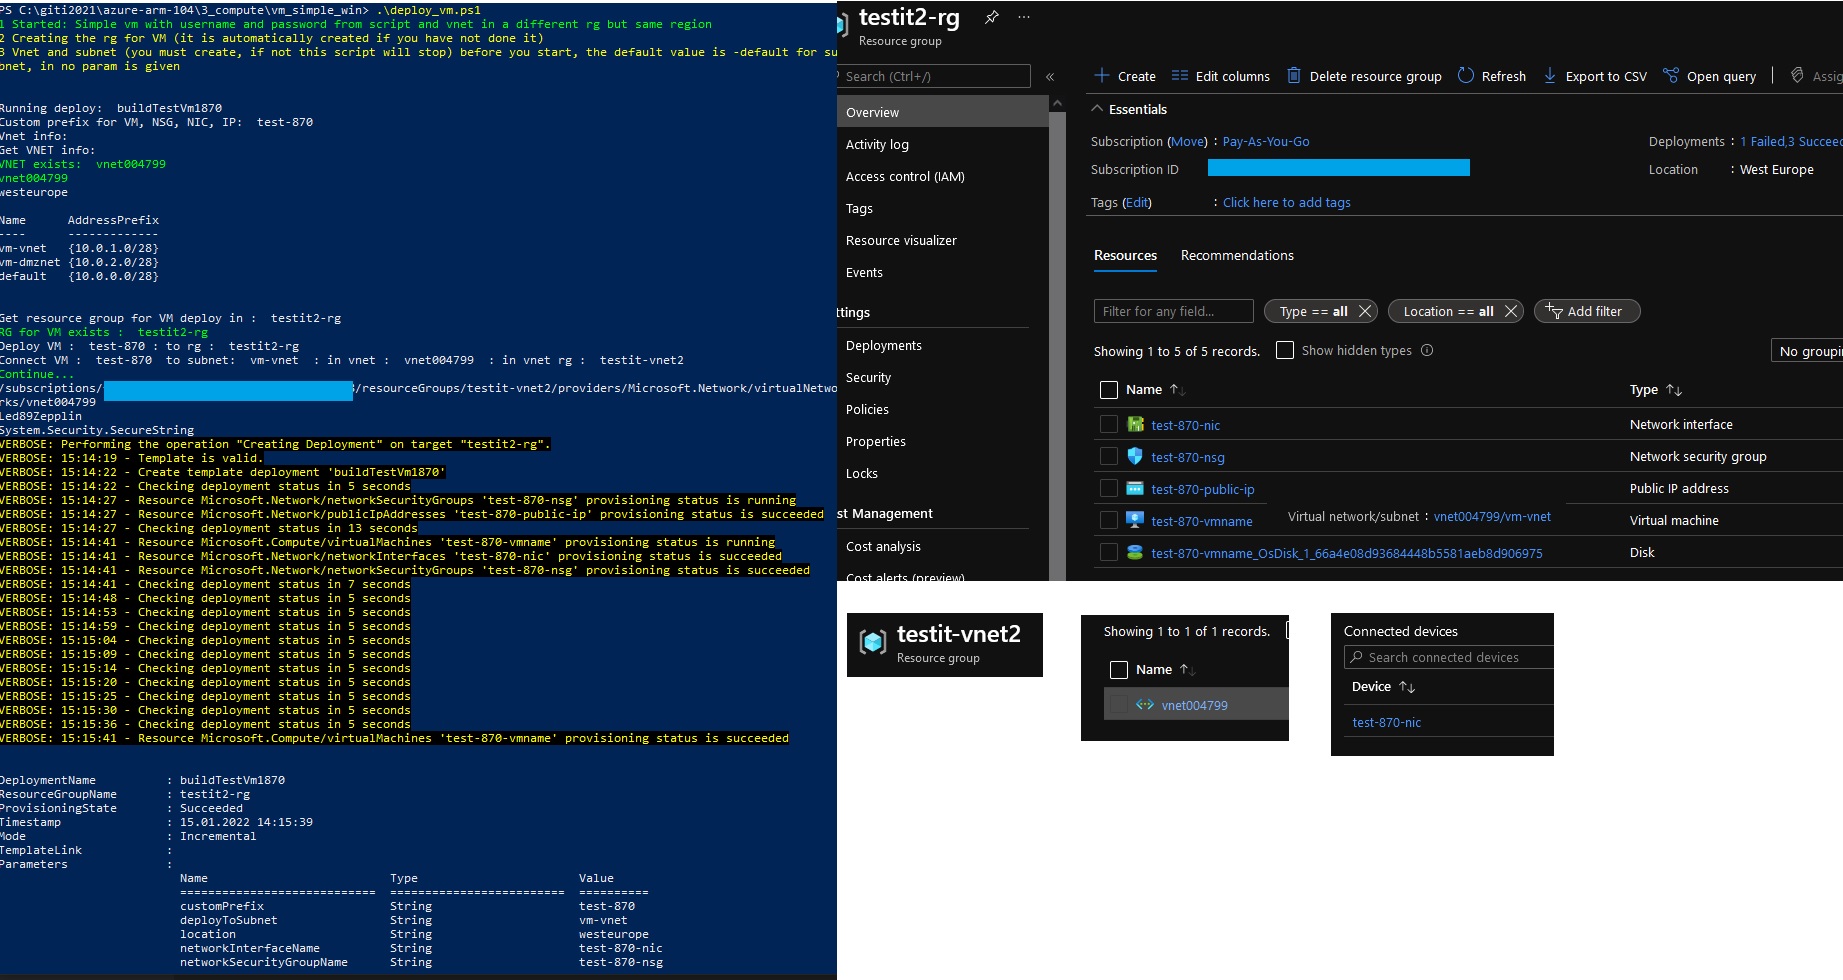 PS C:\giti2021\azure-arm-104\3_compute\vm_simple_win> .\deploy_vm.ps1
1 Started: Simple vm with username and password from script and vnet in a different rg but same region
2 Creating the rg for VM (it is automatically created if you have not done it)
3 Vnet and subnet (you must create, if not this script will stop) before you start, the default value is -default for su
bnet, in no param is given
Running deploy:  buildTestVm1870
Custom prefix for VM, NSG, NIC, IP:  test-870
Vnet info:
Get VNET info:
VNET exists:  vnet004799
vnet004799
westeurope
Name      AddressPrefix
----      -------------
vm-vnet   {10.0.1.0/28}
vm-dmznet {10.0.2.0/28}
default   {10.0.0.0/28}
Get resource group for VM deploy in :  testit2-rg
RG for VM exists :  testit2-rg
Deploy VM :  test-870 : to rg :  testit2-rg
Connect VM :  test-870  to subnet:  vm-vnet  : in vnet :  vnet004799  : in vnet rg :  testit-vnet2
Continue...
/subscriptions/ /resourceGroups/testit-vnet2/providers/Microsoft.Network/virtualNetwo
rks/vnet004799
Led89Zepplin
System.Security.SecureString
VERBOSE: Performing the operation "Creating Deployment" on target "testit2-rg".
VERBOSE: 15:14:19 - Template is valid.
VERBOSE: 15:14:22 - Create template deployment 'buildTestVm1870'
VERBOSE: 15:14:22 - Checking deployment status in 5 seconds
VERBOSE: 15:14:27 - Resource Microsoft.Network/networkSecurityGroups 'test-870-nsg' provisioning status is running
VERBOSE: 15:14:27 - Resource Microsoft.Network/publicIpAddresses 'test-870-public-ip' provisioning status is succeeded
VERBOSE: 15:14:27 - Checking deployment status in 13 seconds
VERBOSE: 15:14:41 - Resource Microsoft.Compute/virtualMachines 'test-870-vmname' provisioning status is running
VERBOSE: 15:14:41 - Resource Microsoft.Network/networkInterfaces 'test-870-nic' provisioning status is succeeded
VERBOSE: 15:14:41 - Resource Microsoft.Network/networkSecurityGroups 'test-870-nsg' provisioning status is succeeded
VERBOSE: 15:14:41 - Checking deployment status in 7 seconds
VERBOSE: 15:14:48 - Checking deployment status in 5 seconds
VERBOSE: 15:14:53 - Checking deployment status in 5 seconds
VERBOSE: 15:14:59 - Checking deployment status in 5 seconds
VERBOSE: 15:15:04 - Checking deployment status in 5 seconds
VERBOSE: 15:15:09 - Checking deployment status in 5 seconds
VERBOSE: 15:15:14 - Checking deployment status in 5 seconds
VERBOSE: 15:15:20 - Checking deployment status in 5 seconds
VERBOSE: 15:15:25 - Checking deployment status in 5 seconds
VERBOSE: 15:15:30 - Checking deployment status in 5 seconds
VERBOSE: 15:15:36 - Checking deployment status in 5 seconds
VERBOSE: 15:15:41 - Resource Microsoft.Compute/virtualMachines 'test-870-vmname' provisioning status is succeeded
DeploymentName          : buildTestVm1870
ResourceGroupName       : testit2-rg
ProvisioningState       : Succeeded
Timestamp               : 15.01.2022 14:15:39
Mode                    : Incremental
TemplateLink            :
Parameters              :
Name                          Type                       Value
============================  =========================  ==========
customPrefix                  String                     test-870
deployToSubnet                String                     vm-vnet
location                      String                     westeurope
networkInterfaceName          String                     test-870-nic
networkSecurityGroupName      String                     test-870-nsg
testit2-rg
Resource group
Search (Ctrl+/)
Overview
Activity log
Access control (IAM)
Tags
Resource visualizer
Events
ttings
Deployments
Security
Policies
Properties
Locks
st Management
Cost analysis
Cost alerts (preview)
Create Edit columns Delete resource group Refresh Export to CSV Open query Assig
Essentials
Subscription (Move) : Pay-As-You-Go
Deployments : 1 Failed,3 Succeed
Subscription ID
Location : West Europe
Tags (Edit) : Click here to add tags
Resources Recommendations
Filter for any field... Type == all Location == all Add filter
Showing 1 to 5 of 5 records. Show hidden types No groupin
Name Type
test-870-nic Network interface
test-870-nsg Network security group
test-870-public-ip Public IP address
test-870-vmname Virtual network/subnet : vnet004799/vm-vnet Virtual machine
test-870-vmname_OsDisk_1_66a4e08d93684448b5581aeb8d906975 Disk
testit-vnet2
Resource group
Showing 1 to 1 of 1 records.
Name
vnet004799
Connected devices
Search connected devices
Device
test-870-nic